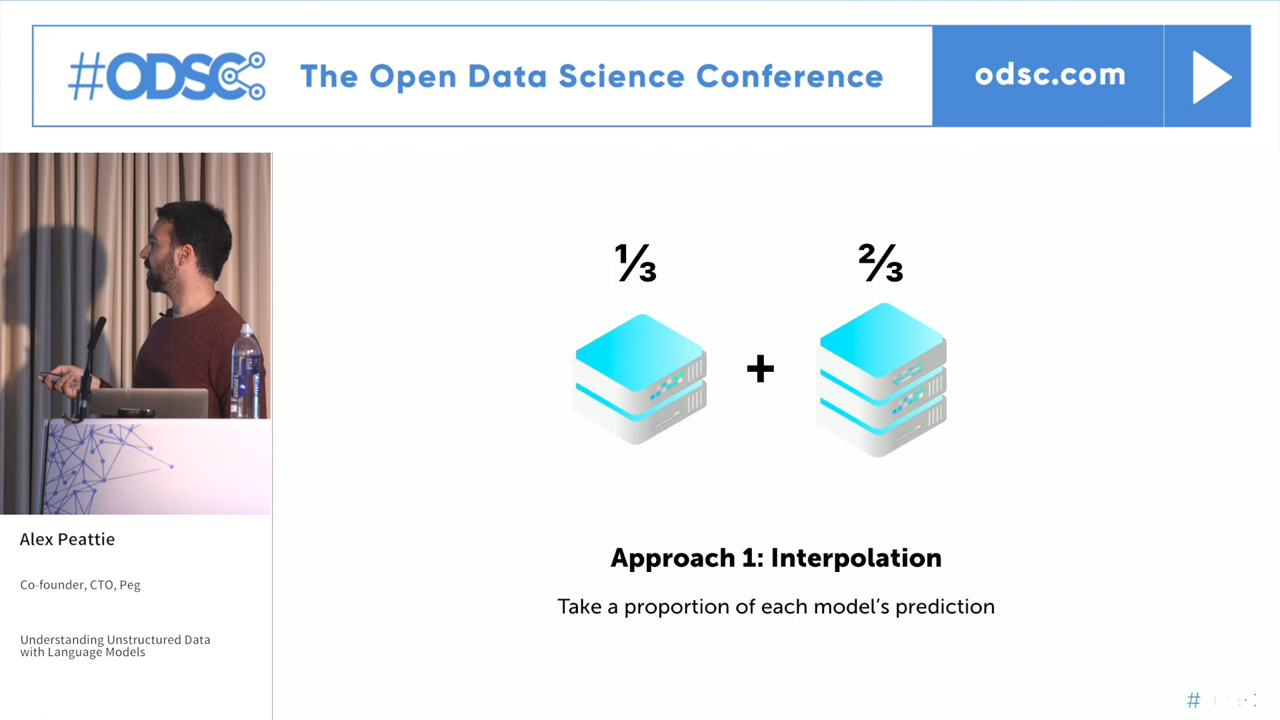 #ODSC
The Open Data Science Conference
odsc.com
⅓
⅔
+
Approach 1: Interpolation
Take a proportion of each model's prediction
Alex Peattie
Co-founder, CTO, Peg
Understanding Unstructured Data
with Language Models
#